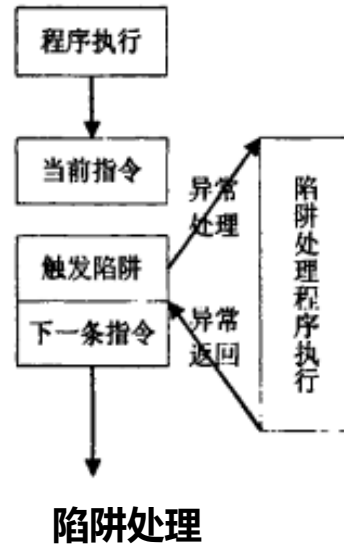 程序执行
当前指令
异常
处理
触发陷阱
下一条指令
异常
返回
陷阱处理程序执行
陷阱处理